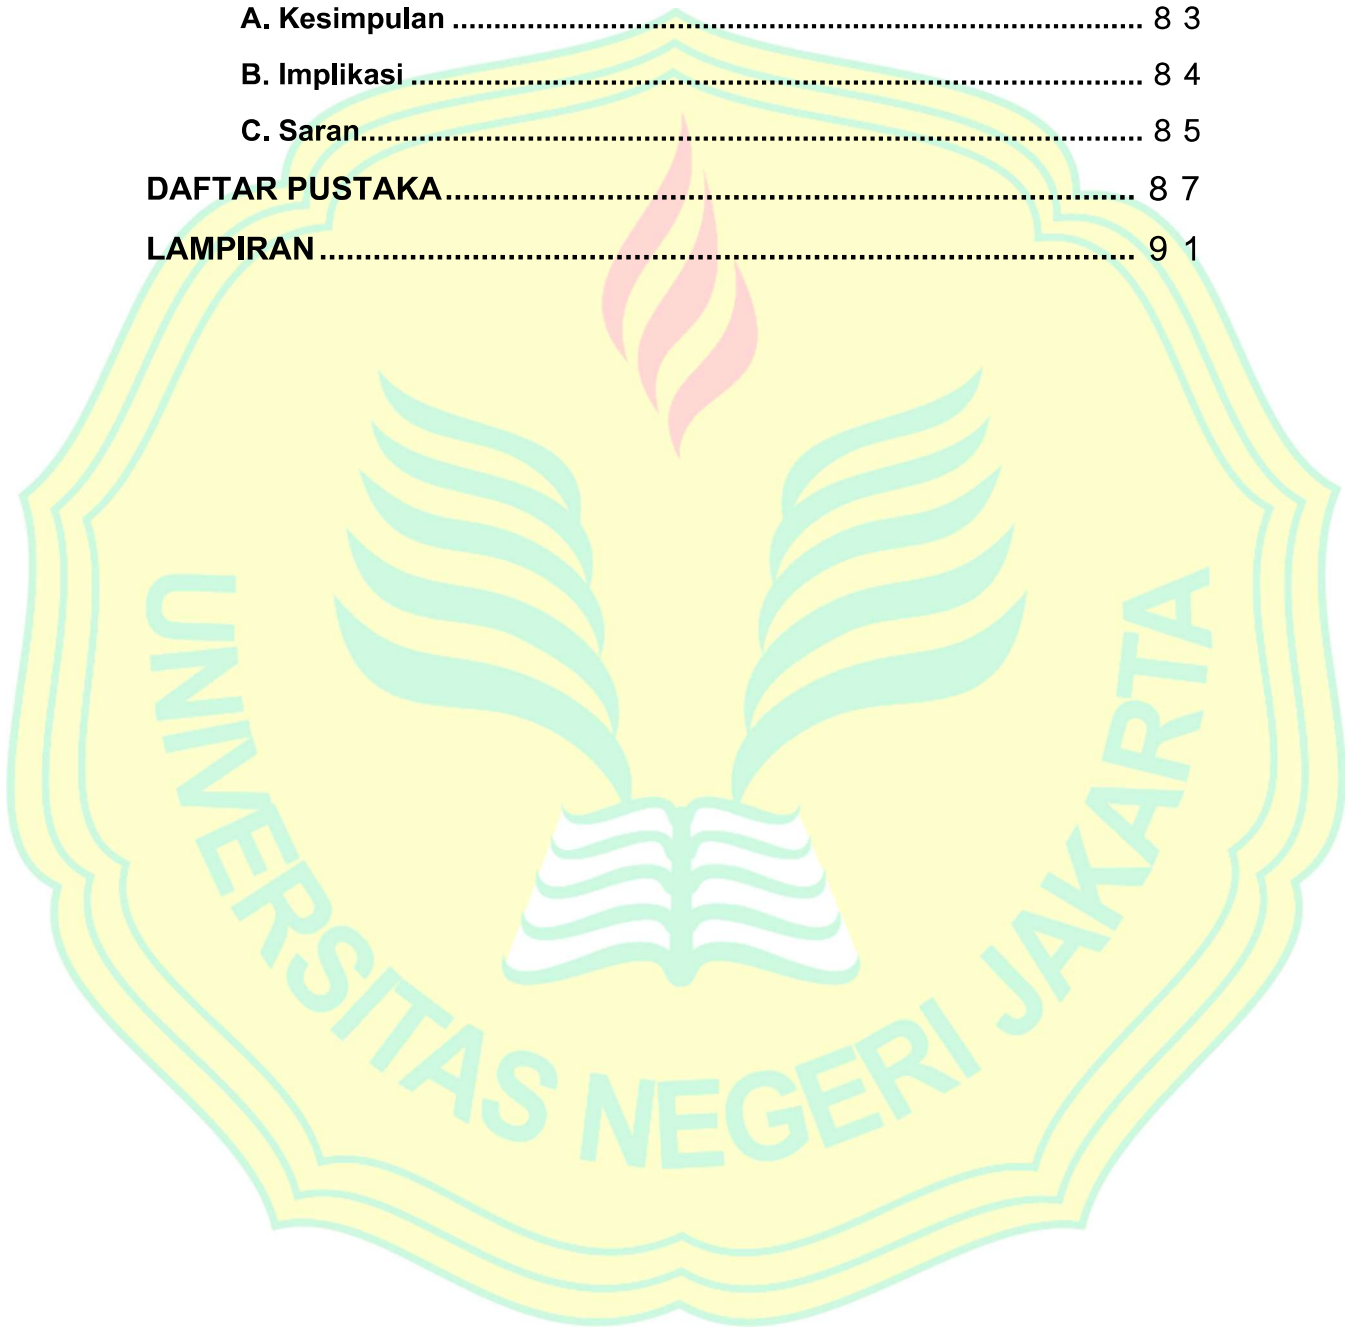 A. Kesimpulan ........................................................................................ 8 3
B. Implikasi ............................................................................................. 8 4
C. Saran.................................................................................................... 8 5
DAFTAR PUSTAKA.............................................................................. 8 7
LAMPIRAN ............................................................................................ 9 1
UNIVERSITAS NEGERI JAKARTA